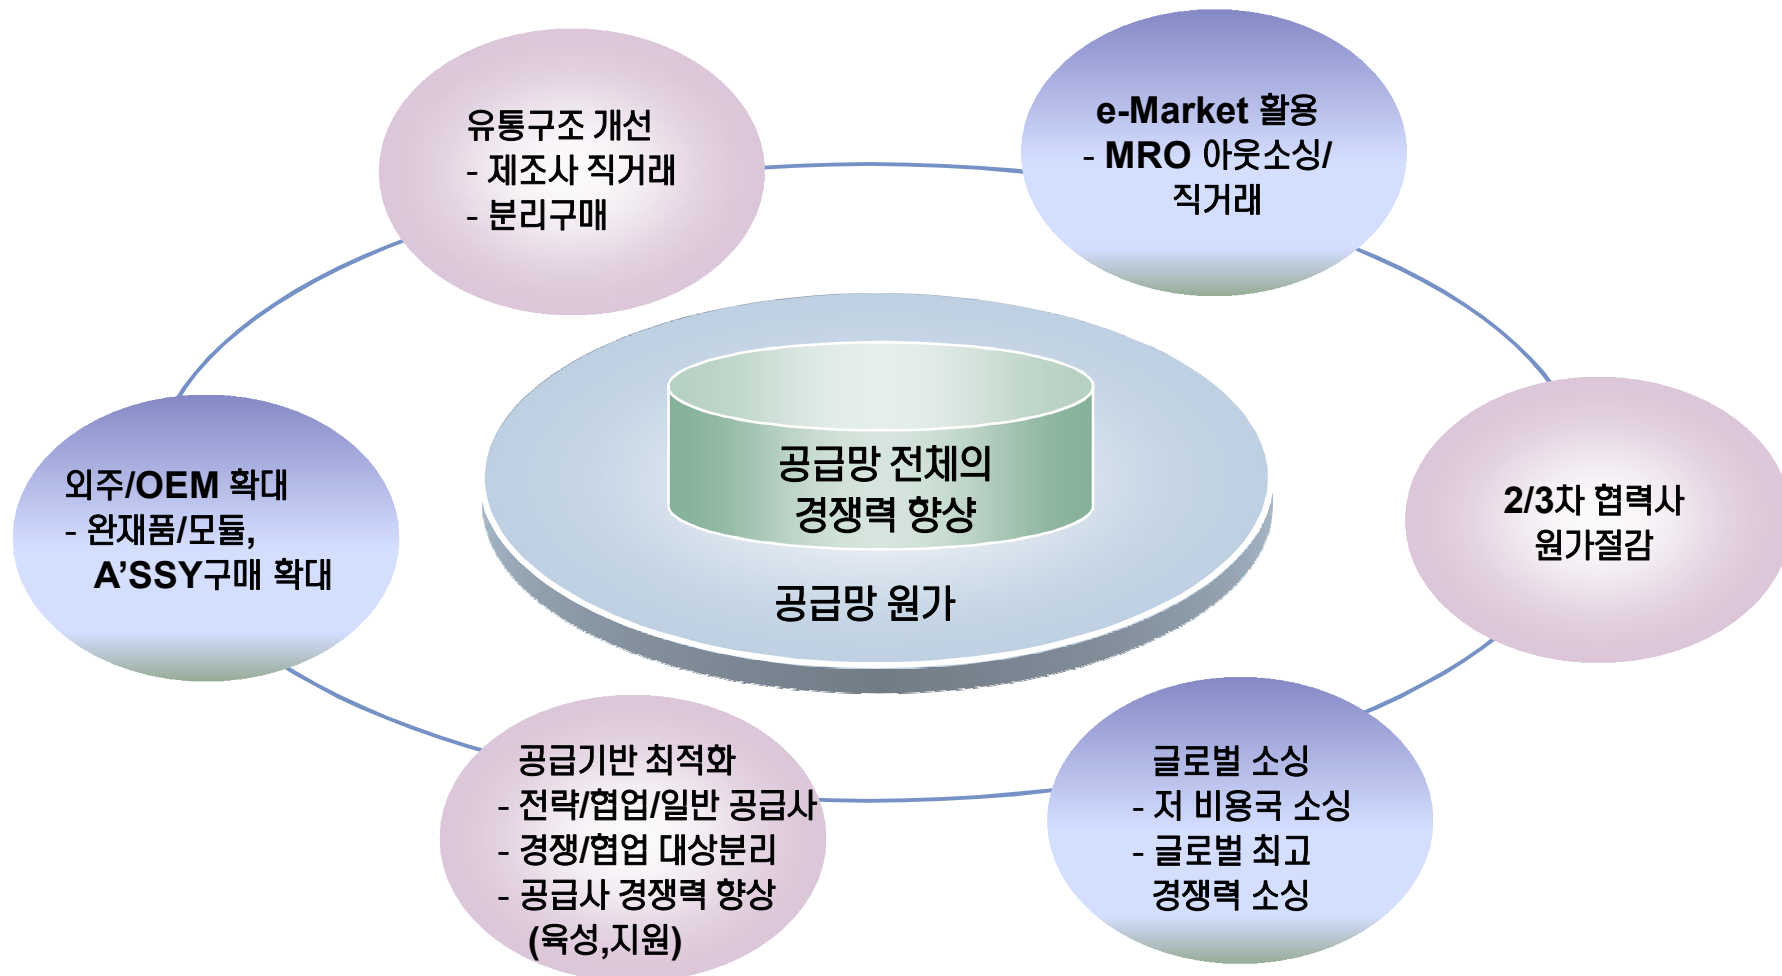 유통구조 개선
- 제조사 직거래
- 분리구매
e-Market 활용
- MRO 아웃소싱/
직거래
외주/OEM 확대
- 완재품/모듈,
A’SSY구매 확대
공급망 전체의
경쟁력 향상
공급망 원가
2/3차 협력사
원가절감
공급기반 최적화
- 전략/협업/일반 공급사
- 경쟁/협업 대상분리
- 공급사 경쟁력 향상
(육성,지원)
글로벌 소싱
- 저 비용국 소싱
- 글로벌 최고
경쟁력 소싱